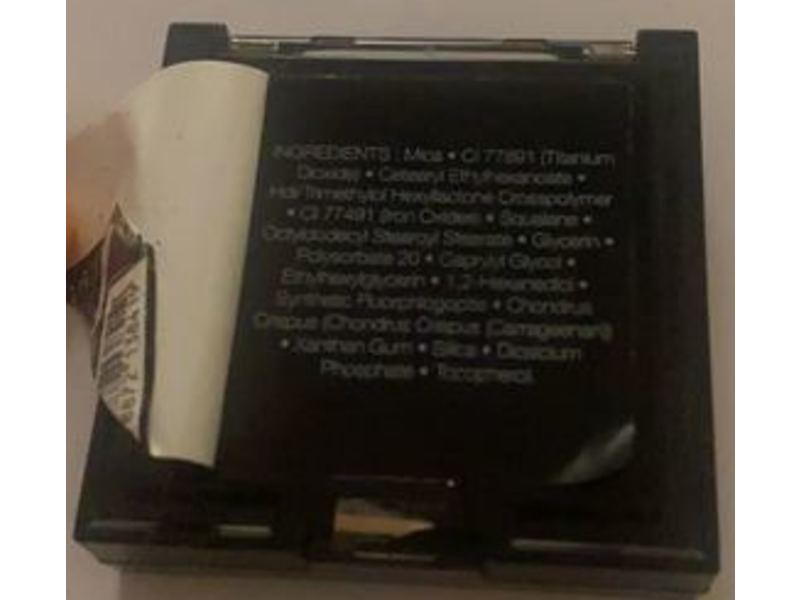 INGREDIENTS : Mica • CI 77891 (Titanium
Dioxide) • Cetearyl Ethylhexanoate •
Hdi/Trimethylol Hexyllactone Crosspolymer
• CI 77491 (Iron Oxides) • Squalane •
Octyldodecyl Stearoyl Stearate • Glycerin •
Polysorbate 20 • Caprylyl Glycol •
Ethylhexylglycerin • 1,2-Hexanediol •
Synthetic Fluorphlogopite • Chondrus
Crispus (Chondrus Crispus (Carrageenan))
• Xanthan Gum • Silica • Dicalcium
Phosphate • Tocopherol.